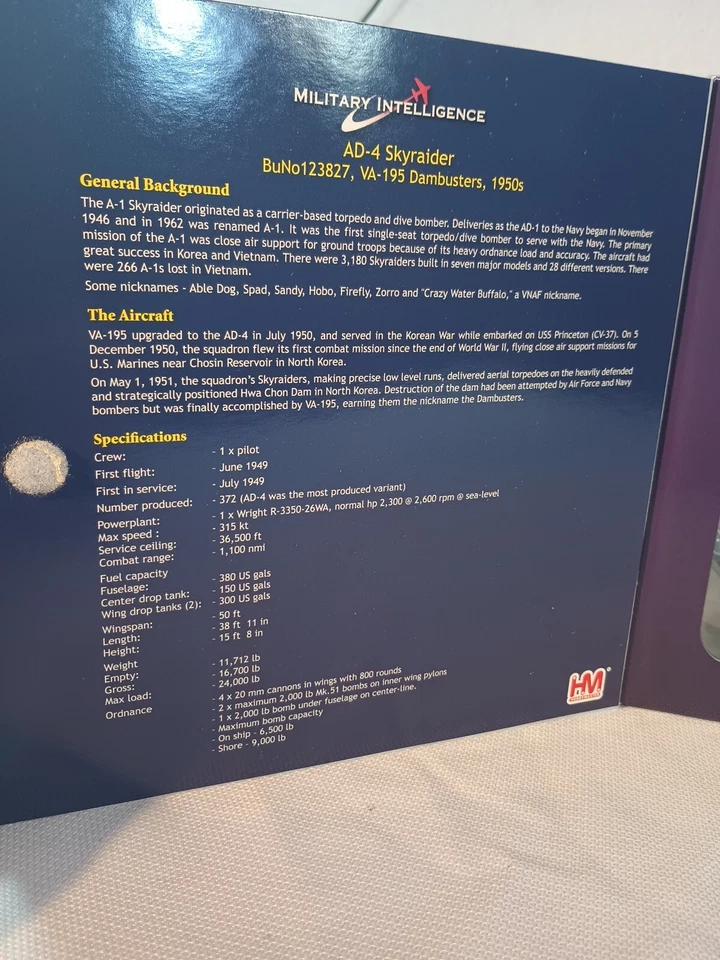 MILITARY INTELLIGENCE
AD-4 Skyraider
BuNo123827, VA-195 Dambusters, 1950s
General Background
The A-1 Skyraider originated as a carrier-based torpedo and dive bomber. Deliveries as the AD-1 to the Navy began in November
1946 and in 1962 was renamed A-1. It was the first single-seat torpedo/dive bomber to serve with the Navy. The primary
mission of the A-1 was close air support for ground troops because of its heavy ordnance load and accuracy. The aircraft had
great success in Korea and Vietnam. There were 3,180 Skyraiders built in seven major models and 28 different versions. There
were 266 A-1s lost in Vietnam.
Some nicknames - Able Dog, Spad, Sandy, Hobo, Firefly, Zorro and "Crazy Water Buffalo," a VNAF nickname.
The Aircraft
VA-195 upgraded to the AD-4 in July 1950, and served in the Korean War while embarked on USS Princeton (CV-37). On 5
December 1950, the squadron flew its first combat mission since the end of World War II, flying close air support missions for
U.S. Marines near Chosin Reservoir in North Korea.
On May 1, 1951, the squadron's Skyraiders, making precise low level runs, delivered aerial torpedoes on the heavily defended
and strategically positioned Hwa Chon Dam in North Korea. Destruction of the dam had been attempted by Air Force and Navy
bombers but was finally accomplished by VA-195, earning them the nickname the Dambusters.
Specifications
Crew: - 1 x pilot
First flight: - June 1949
First in service: - July 1949
Number produced: - 372 (AD-4 was the most produced variant)
Powerplant: - 1 x Wright R-3350-26WA, normal hp 2,300 @ 2,600 rpm @ sea-level
Max speed : - 315 kt
Service ceiling: - 36,500 ft
Combat range: - 1,100 nmi
Fuel capacity
Fuselage: - 380 US gals
Center drop tank: - 150 US gals
Wing drop tanks (2): - 300 US gals
Wingspan: - 50 ft
Length: - 38 ft 11 in
Height: - 15 ft 8 in
Weight
Empty: - 11,712 lb
Gross: - 16,700 lb
Max load: - 24,000 lb
Ordnance - 4 x 20 mm cannons in wings with 800 rounds
- 2 x maximum 2,000 lb Mk.51 bombs on inner wing pylons
- 1 x 2,000 lb bomb under fuselage on center-line.
- Maximum bomb capacity
- On ship - 6,500 lb
- Shore - 9,000 lb
HM